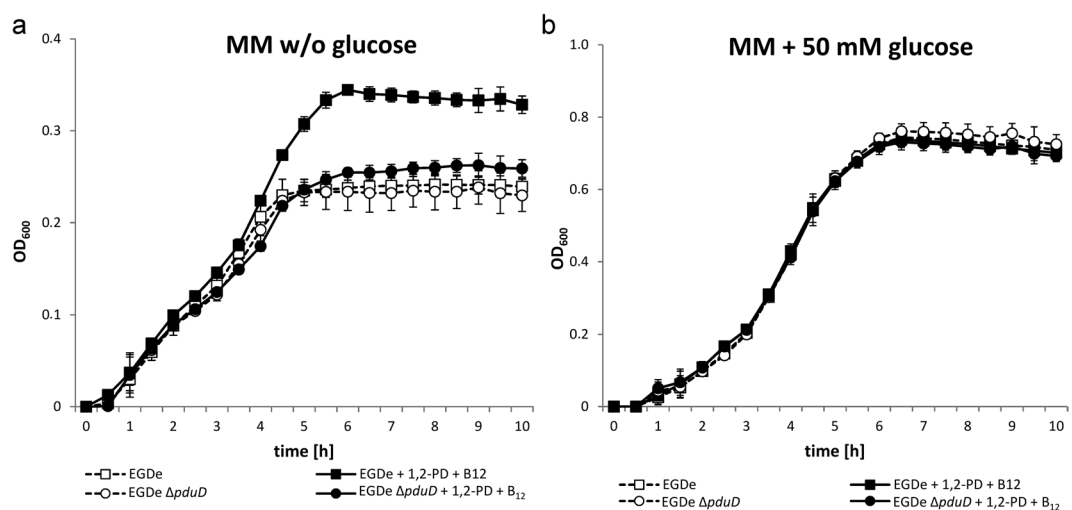 a
MM w/o glucose
0.4
0.3
0.2
0.1
0
OD600
0 1 2 3 4 5 6 7 8 9 10
time [h]
EGDe
EGDe + 1,2-PD + B12
EGDe ΔpduD
EGDe ΔpduD + 1,2-PD + B12
b
MM + 50 mM glucose
1.0
0.8
0.6
0.4
0.2
0
OD600
0 1 2 3 4 5 6 7 8 9 10
time [h]
EGDe
EGDe + 1,2-PD + B12
EGDe ΔpduD
EGDe ΔpduD + 1,2-PD + B12